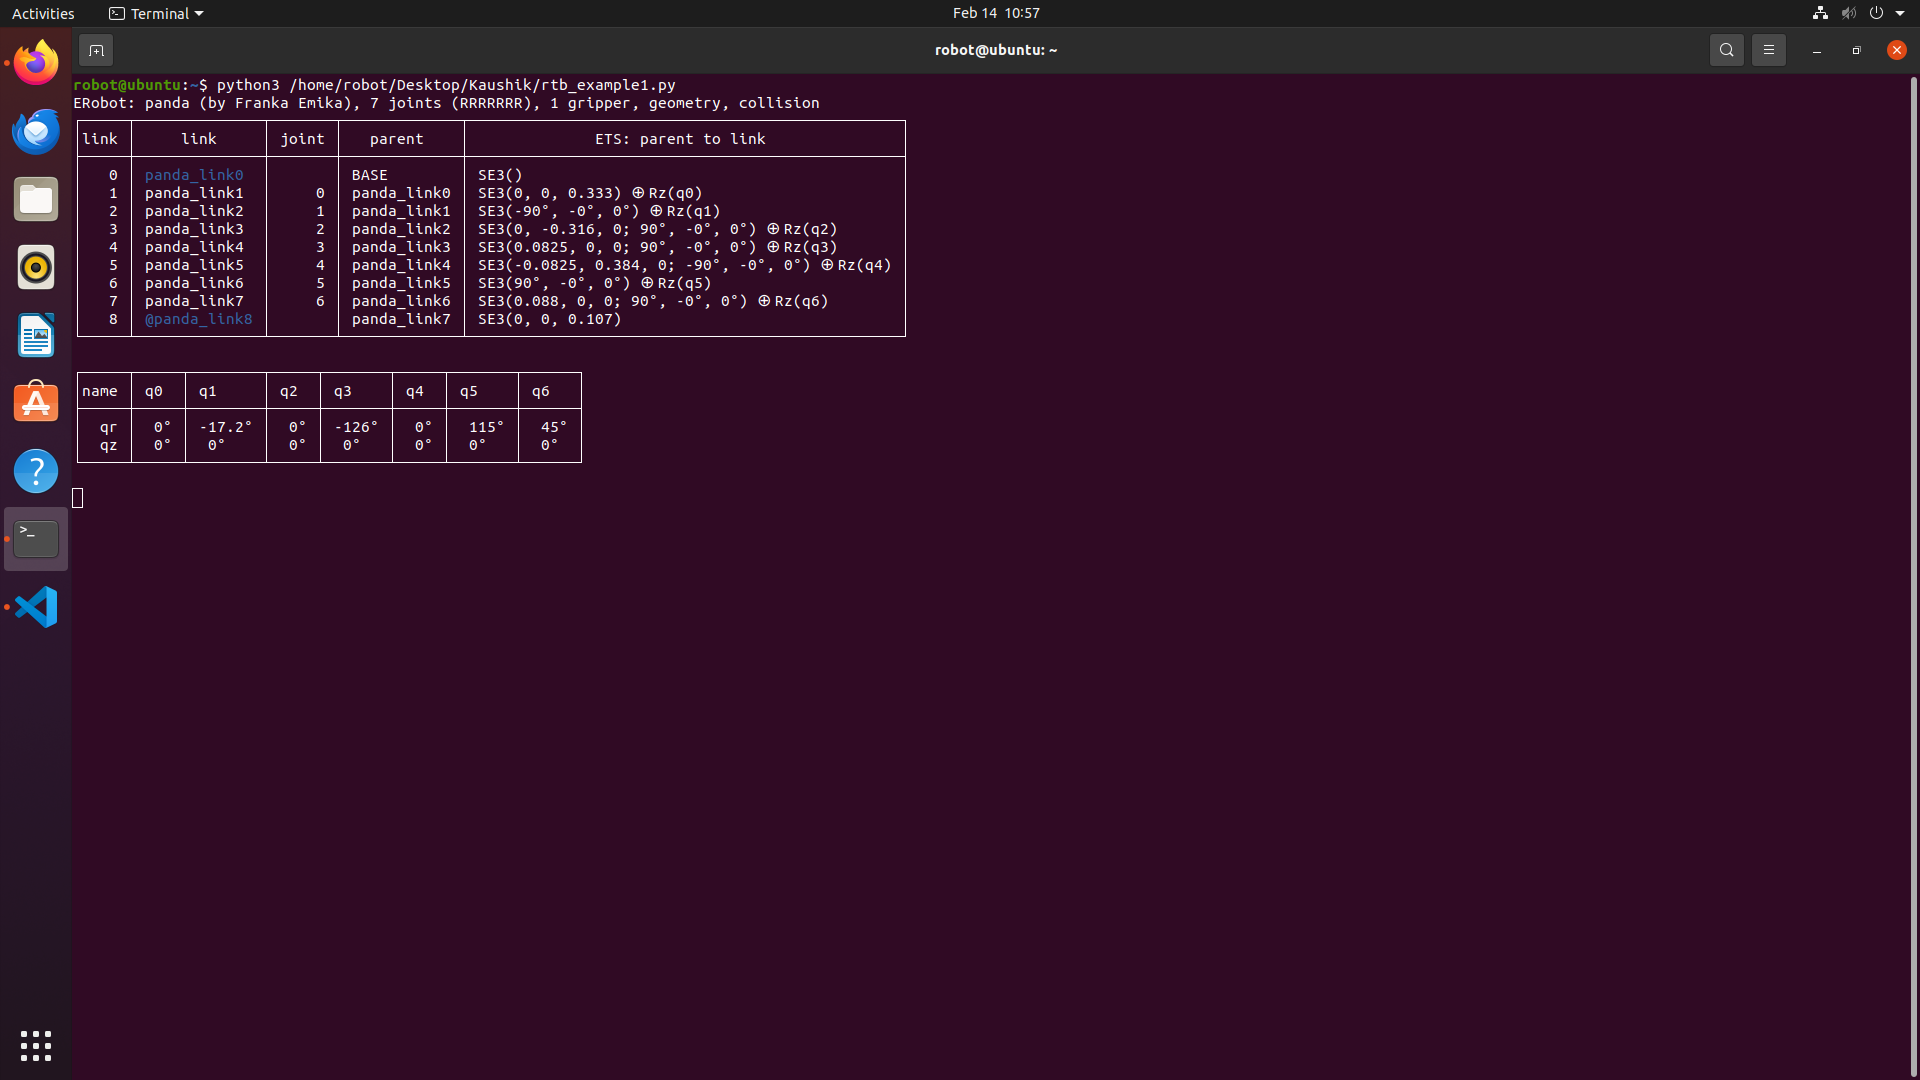 Activities Terminal Feb 14 10:57
robot@ubuntu: ~
robot@ubuntu:~$ python3 /home/robot/Desktop/Kaushik/rtb_example1.py
ERobot: panda (by Franka Emika), 7 joints (RRRRRRR), 1 gripper, geometry, collision
link link joint parent ETS: parent to link
0 panda_link0 BASE SE3()
1 panda_link1 0 panda_link0 SE3(0, 0, 0.333) ⊕ Rz(q0)
2 panda_link2 1 panda_link1 SE3(-90°, -0°, 0°) ⊕ Rz(q1)
3 panda_link3 2 panda_link2 SE3(0, -0.316, 0; 90°, -0°, 0°) ⊕ Rz(q2)
4 panda_link4 3 panda_link3 SE3(0.0825, 0, 0; 90°, -0°, 0°) ⊕ Rz(q3)
5 panda_link5 4 panda_link4 SE3(-0.0825, 0.384, 0; -90°, -0°, 0°) ⊕ Rz(q4)
6 panda_link6 5 panda_link5 SE3(90°, -0°, 0°) ⊕ Rz(q5)
7 panda_link7 6 panda_link6 SE3(0.088, 0, 0; 90°, -0°, 0°) ⊕ Rz(q6)
8 @panda_link8 panda_link7 SE3(0, 0, 0.107)
name q0 q1 q2 q3 q4 q5 q6
qr 0° -17.2° 0° -126° 0° 115° 45°
qz 0° 0° 0° 0° 0° 0° 0°